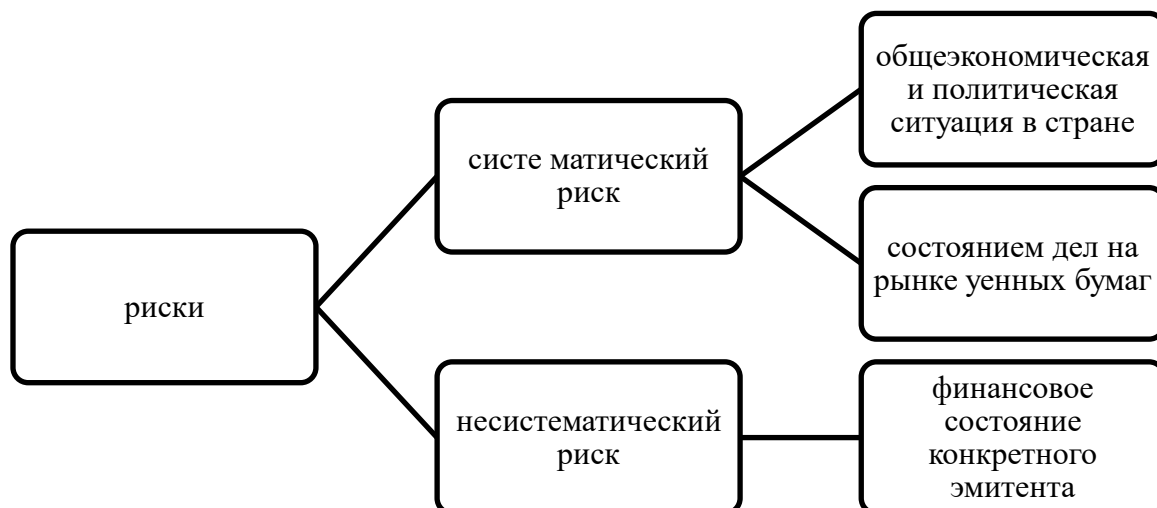 риски
систе матический
риск
общеэкономическая
и политическая
ситуация в стране
состоянием дел на
рынке уенных бумаг
несистематический
риск
финансовое
состояние
конкретного
эмитента